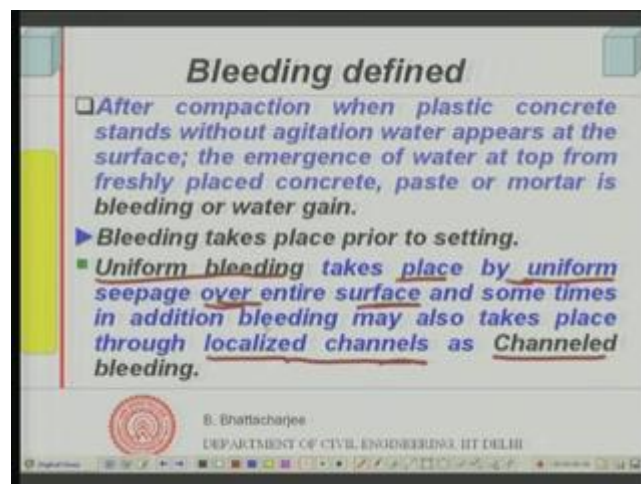 Bleeding defined
After compaction when plastic concrete
stands without agitation water appears at the
surface; the emergence of water at top from
freshly placed concrete, paste or mortar is
bleeding or water gain.
Bleeding takes place prior to setting.
Uniform bleeding takes place by uniform
seepage over entire surface and some times
in addition bleeding may also takes place
through localized channels as Channeled
bleeding.
B. Bhattacharjee
DEPARTMENT OF CIVIL ENGINEERING, IIT DELHI